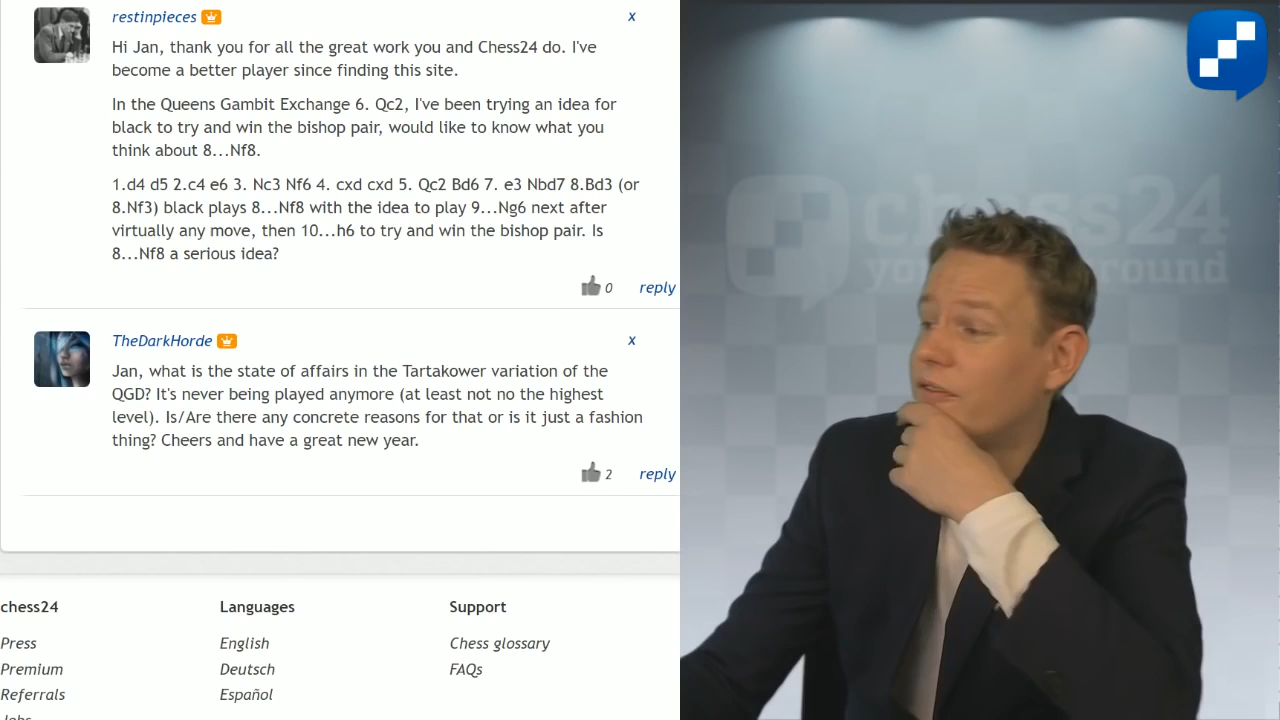 restinpieces
x
Hi Jan, thank you for all the great work you and Chess24 do. I've
become a better player since finding this site.
In the Queens Gambit Exchange 6. Qc2, I've been trying an idea for
black to try and win the bishop pair, would like to know what you
think about 8...Nf8.
1.d4 d5 2.c4 e6 3. Nc3 Nf6 4. cxd cxd 5. Qc2 Bd6 7. e3 Nbd7 8.Bd3 (or
8.Nf3) black plays 8...Nf8 with the idea to play 9...Ng6 next after
virtually any move, then 10...h6 to try and win the bishop pair. Is
8...Nf8 a serious idea?
0 reply
TheDarkHorde
x
Jan, what is the state of affairs in the Tartakower variation of the
QGD? It's never being played anymore (at least not no the highest
level). Is/Are there any concrete reasons for that or is it just a fashion
thing? Cheers and have a great new year.
2 reply
chess24 Languages Support
Press English Chess glossary
Premium Deutsch FAQs
Referrals Español
Jobs
chess24